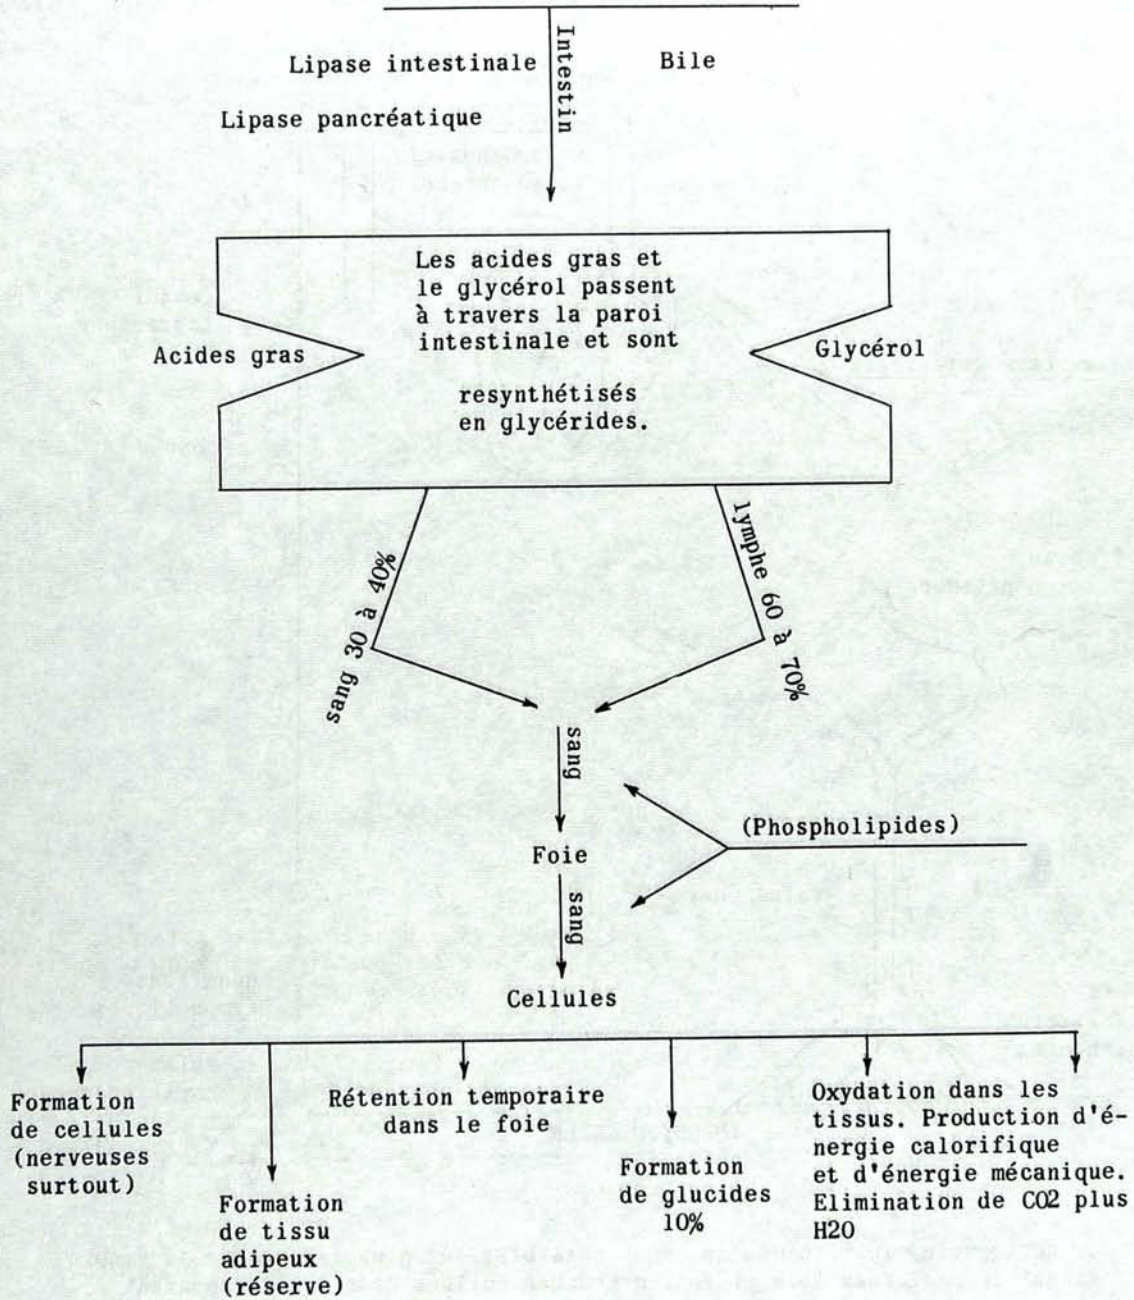 Lipase intestinale
Intestin
Bile
Lipase pancréatique
Les acides gras et
le glycérol passent
à travers la paroi
intestinale et sont
resynthétisés
en glycérides.
Acides gras
Glycérol
sang 30 à 40%
lymphe 60 à 70%
sang
(Phospholipides)
Foie
sang
Cellules
Formation
de cellules
(nerveuses
surtout)
Formation
de tissu
adipeux
(réserve)
Rétention temporaire
dans le foie
Formation
de glucides
10%
Oxydation dans les
tissus. Production d'é-
nergie calorifique
et d'énergie mécanique.
Elimination de CO2 plus
H2O